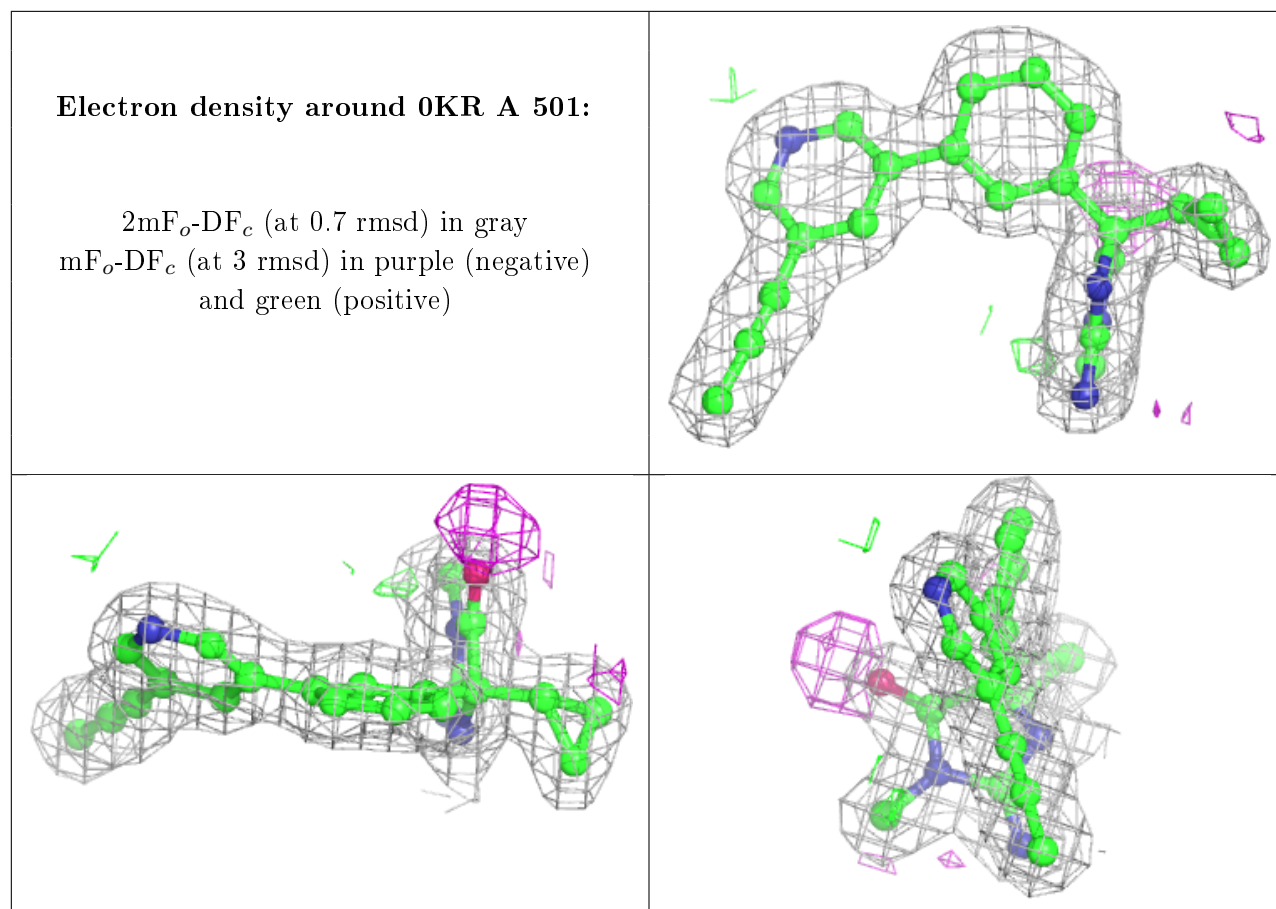 Electron density around 0KR A 501:
2mFo-DFc (at 0.7 rmsd) in gray
mFo-DFc (at 3 rmsd) in purple (negative)
and green (positive)